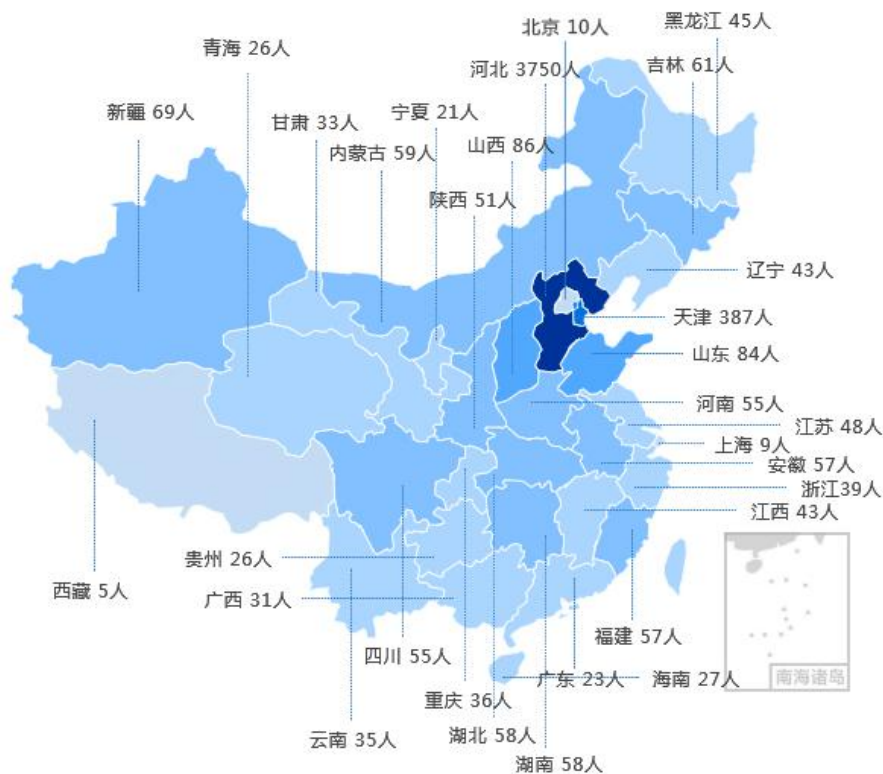 北京 10人
黑龙江 45人
青海 26人
河北 3750人
吉林 61人
新疆 69人
甘肃 33人
宁夏 21人
山西 86人
内蒙古 59人
陕西 51人
辽宁 43人
天津 387人
山东 84人
河南 55人
江苏 48人
上海 9人
安徽 57人
浙江39人
江西 43人
贵州 26人
西藏 5人
广西 31人
福建 57人
四川 55人
广东 23人
海南 27人
南海诸岛
重庆 36人
云南 35人
湖北 58人
湖南 58人